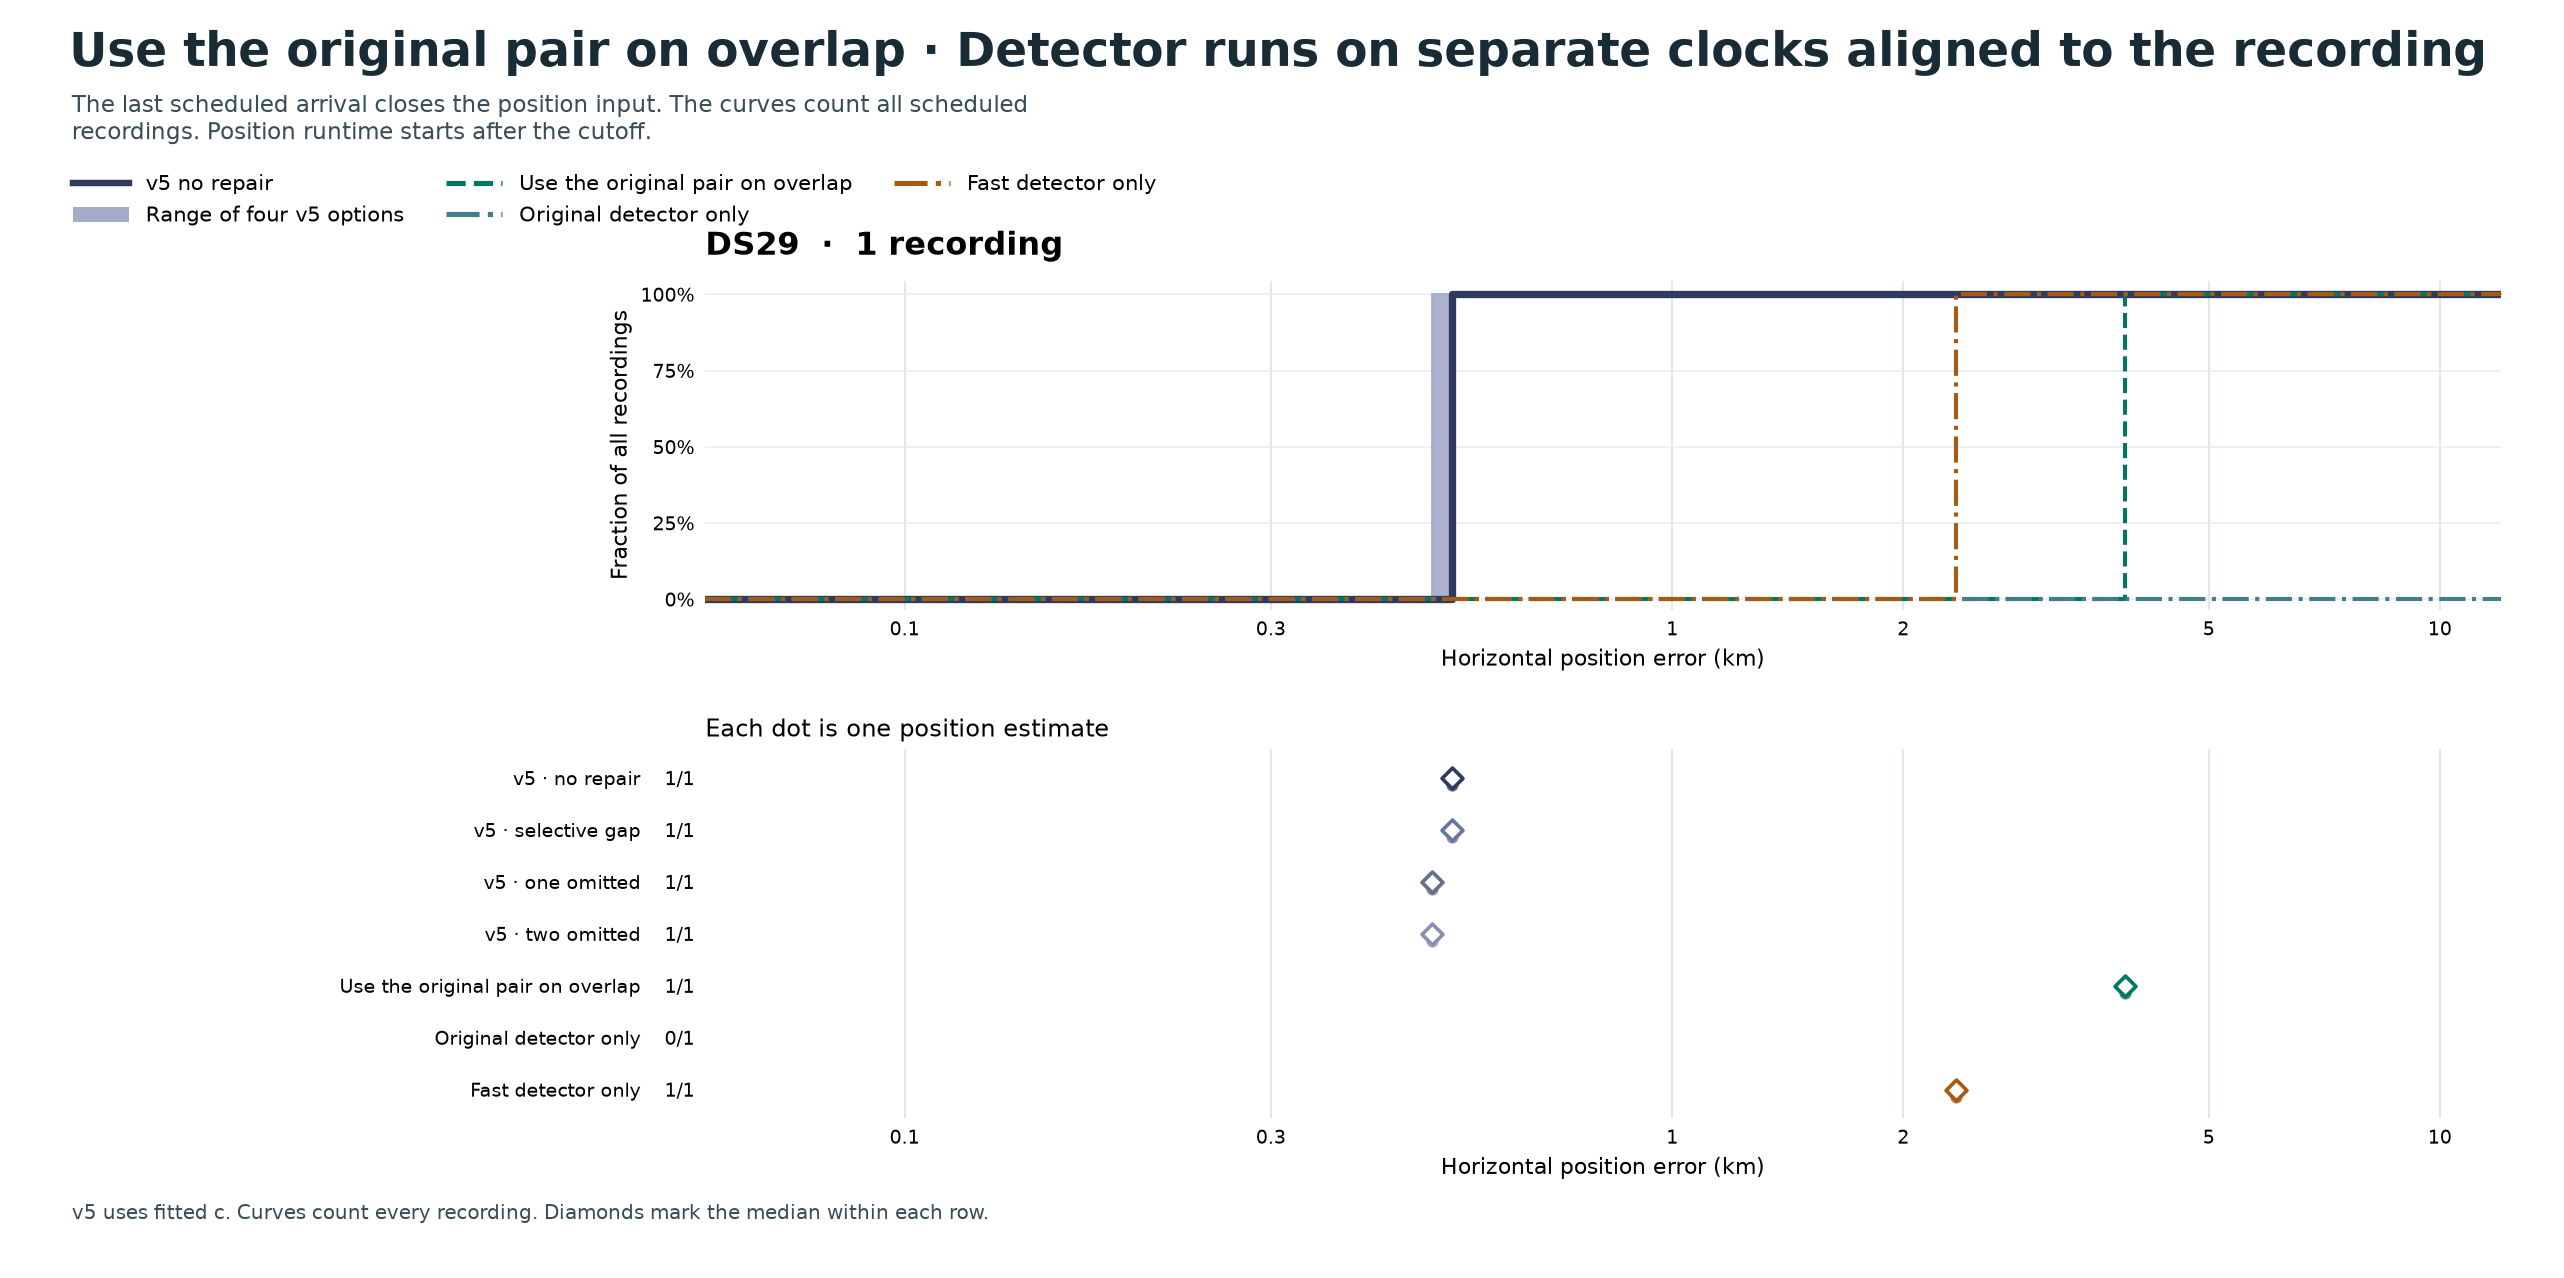 Use the original pair on overlap · Detector runs on separate clocks aligned to the recording
The last scheduled arrival closes the position input. The curves count all scheduled
recordings. Position runtime starts after the cutoff.
v5 no repair
Use the original pair on overlap
Fast detector only
Range of four v5 options
Original detector only
DS29 · 1 recording
Fraction of all recordings
100%
75%
50%
25%
0%
0.1 0.3 1 2 5 10
Horizontal position error (km)
Each dot is one position estimate
v5 · no repair 1/1
v5 · selective gap 1/1
v5 · one omitted 1/1
v5 · two omitted 1/1
Use the original pair on overlap 1/1
Original detector only 0/1
Fast detector only 1/1
0.1 0.3 1 2 5 10
Horizontal position error (km)
v5 uses fitted c. Curves count every recording. Diamonds mark the median within each row.